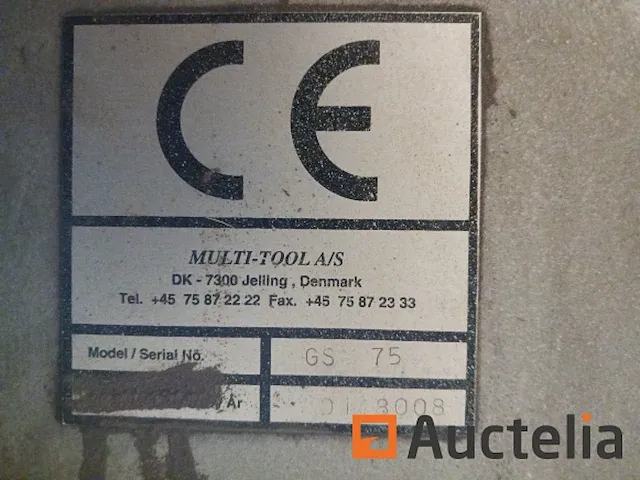 CE
MULTI-TOOL A/S
DK - 7300 Jelling , Denmark
Tel. +45 75 87 22 22 Fax. +45 75 87 23 33
Model / Serial No. GS 75
/ År 3008
Auctelia